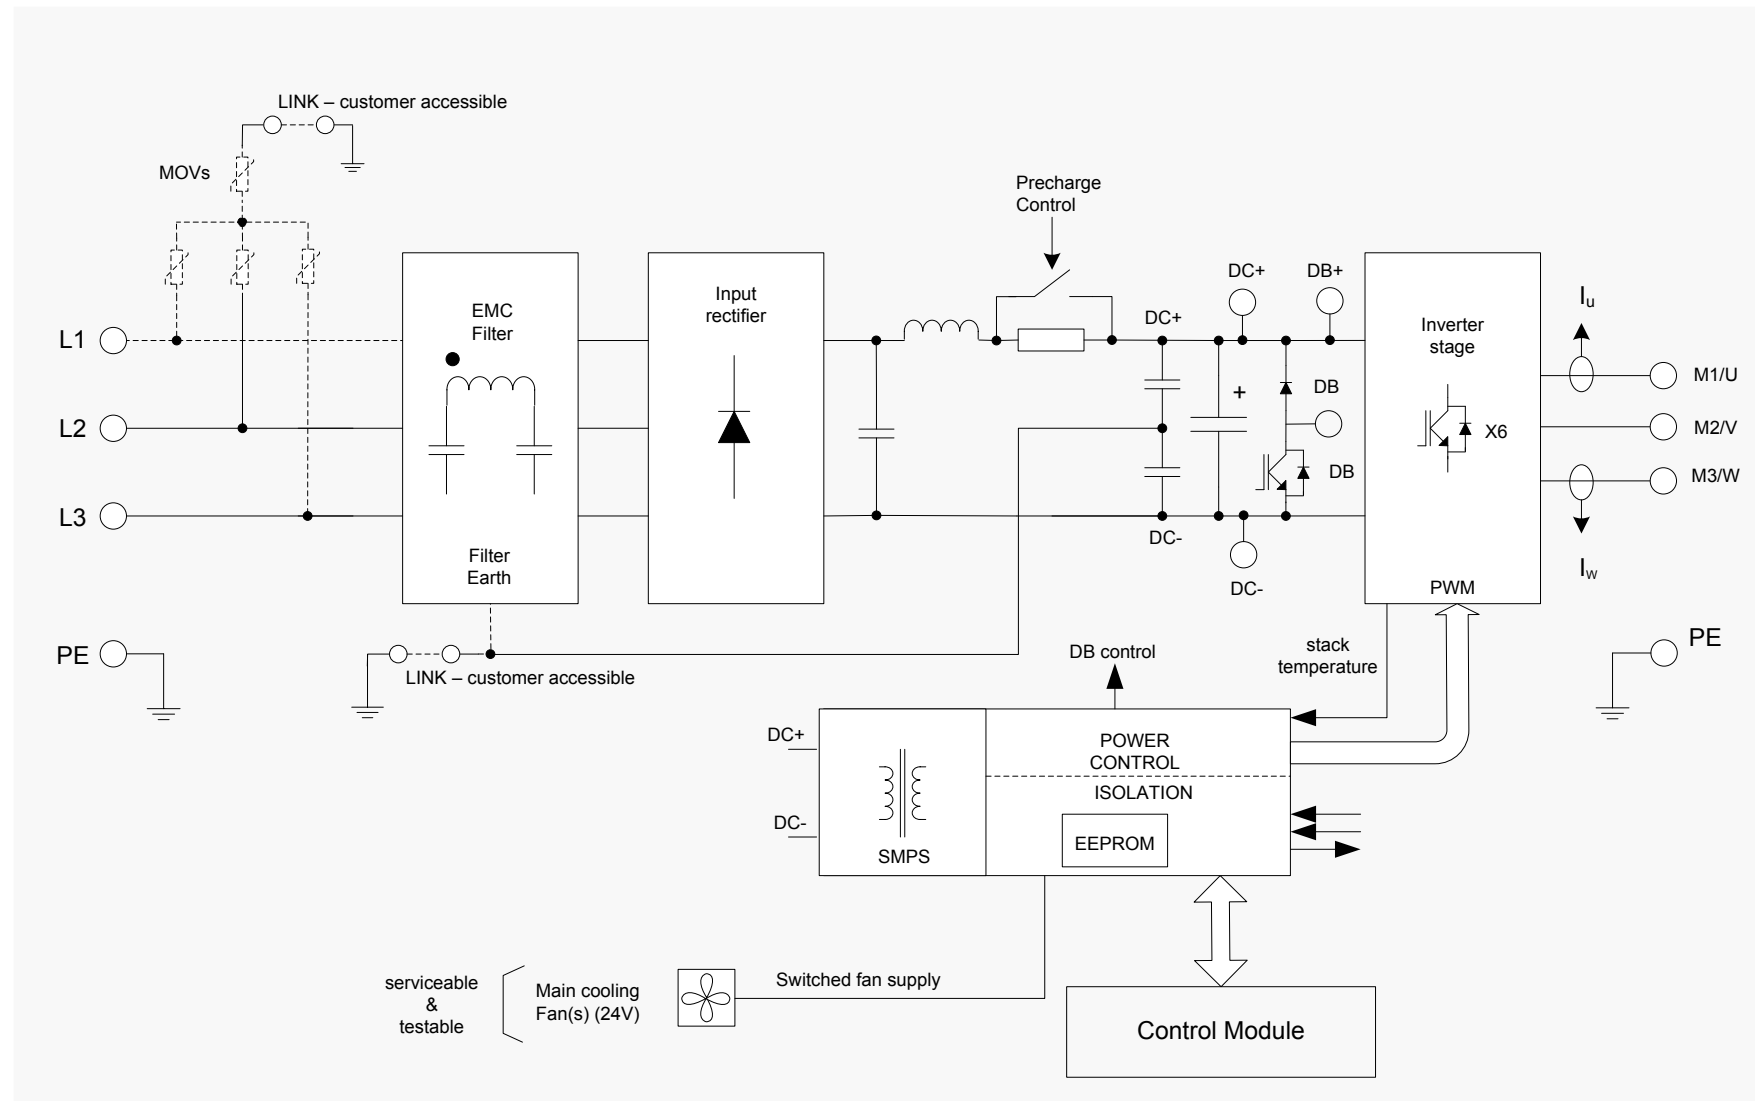 LINK – customer accessible
MOVs
Precharge
Control
DC+
DB+
Iu
EMC
Filter
Input
rectifier
DC+
Inverter
stage
L1
DB
M1/U
+
L2
X6
M2/V
DB
M3/W
L3
DC-
Filter
Earth
DC-
PWM
Iw
PE
stack
temperature
PE
DB control
LINK – customer accessible
DC+
POWER
CONTROL
ISOLATION
DC-
EEPROM
SMPS
serviceable
&
testable
Main cooling
Fan(s) (24V)
Switched fan supply
Control Module